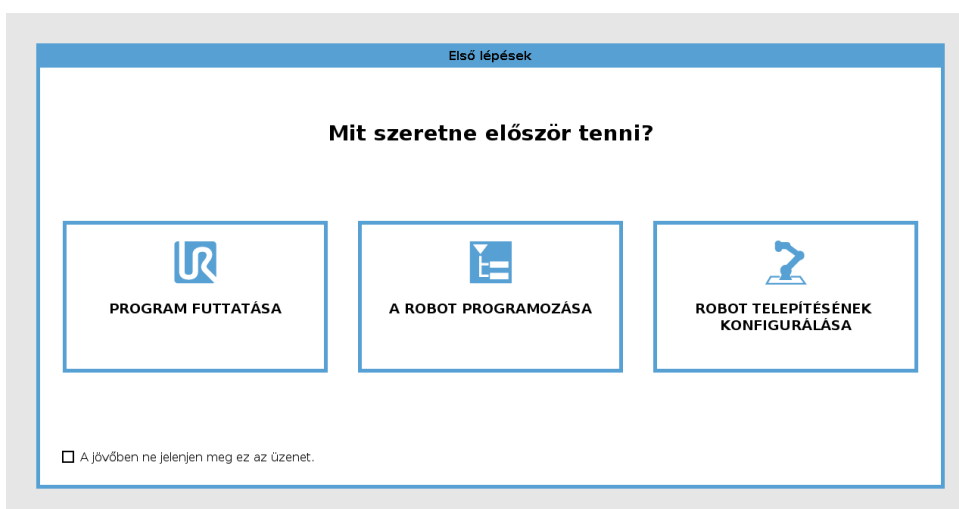 Első lépések
Mit szeretne először tenni?
PROGRAM FUTTATÁSA
A ROBOT PROGRAMOZÁSA
ROBOT TELEPÍTÉSÉNEK
KONFIGURÁLÁSA
A jövőben ne jelenjen meg ez az üzenet.